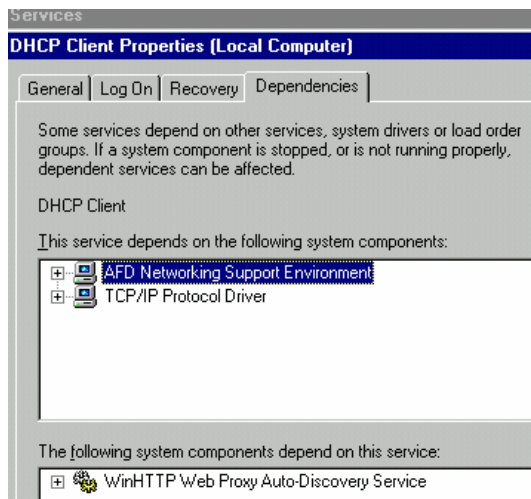 Services
DHCP Client Properties (Local Computer)
General Log On Recovery Dependencies
Some services depend on other services, system drivers or load order
groups. If a system component is stopped, or is not running properly,
dependent services can be affected.
DHCP Client
This service depends on the following system components:
AFD Networking Support Environment
TCP/IP Protocol Driver
The following system components depend on this service:
WinHTTP Web Proxy Auto-Discovery Service